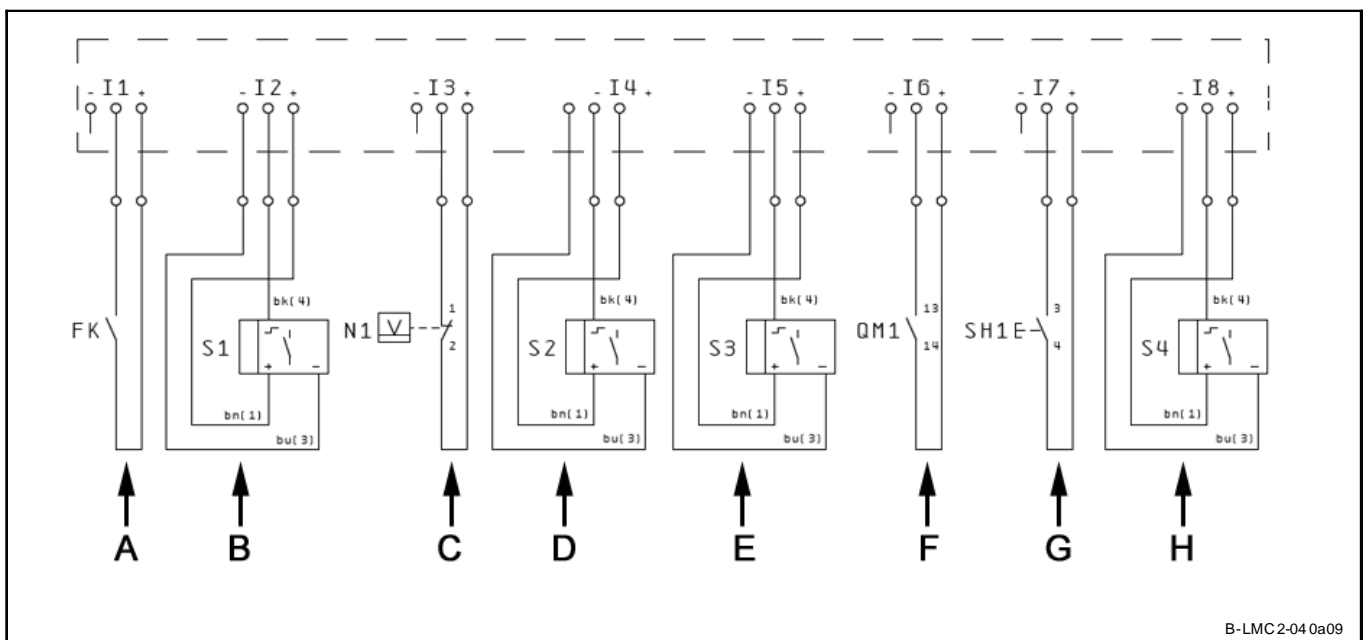 - I1 + - I2 + - I3 + - I4 + - I5 + - I6 + - I7 + - I8 +
bk(4) 1 bk(4) bk(4) 13 3 bk(4)
FK S1 N1 V S2 S3 QM1 SH1E S4
2 14 4
+ - + - + - + -
bn(1) bn(1) bn(1) bn(1)
bu(3) bu(3) bu(3) bu(3)
A B C D E F G H
B-LMC2-040a09